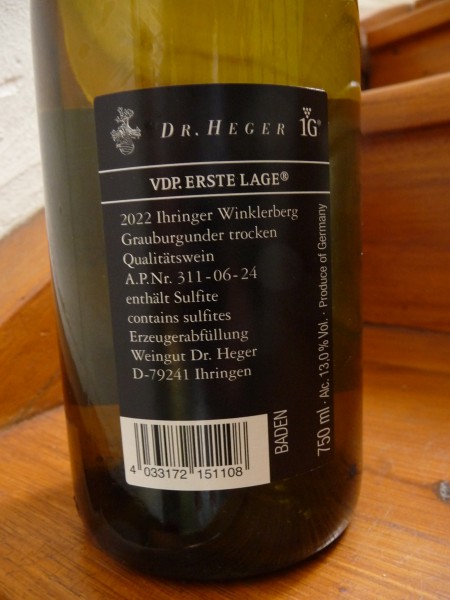 DR. HEGER 1G®
VDP. ERSTE LAGE®
2022 Ihringer Winklerberg
Grauburgunder trocken
Qualitätswein
A.P.Nr. 311-06-24
enthält Sulfite
contains sulfites
Erzeugerabfüllung
Weingut Dr. Heger
D-79241 Ihringen
4 033172 151108
BADEN
750 ml · Alc. 13,0 % Vol. · Produce of Germany